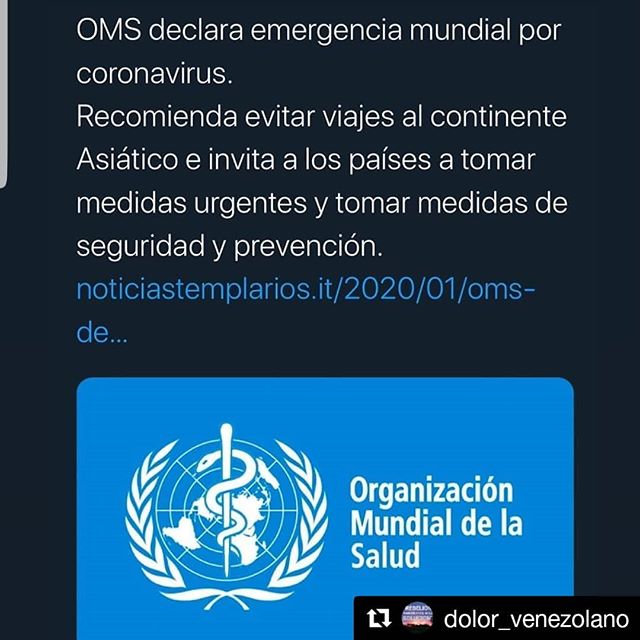 OMS declara emergencia mundial por
coronavirus.
Recomienda evitar viajes al continente
Asiático e invita a los países a tomar
medidas urgentes y tomar medidas de
seguridad y prevención.
noticiastemplarios.it/2020/01/oms-
de...
Organización
Mundial de la
Salud
dolor_venezolano